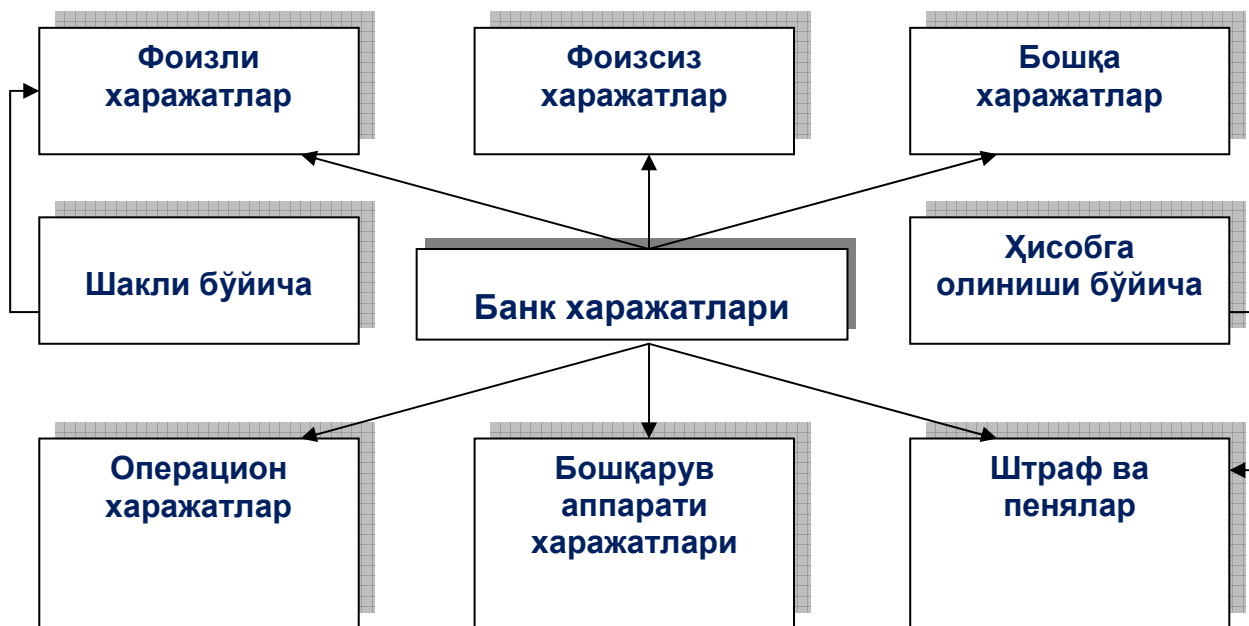 Фоизли
харажатлар
Фоизсиз
харажатлар
Бошқа
харажатлар
Шакли бўйича
Банк харажатлари
Ҳисобга
олиниши бўйича
Операцион
харажатлар
Бошқарув
аппарати
харажатлари
Штраф ва
пенялар